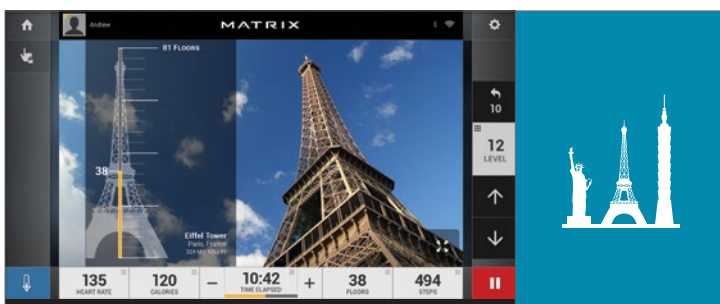 Andrew
MATRIX
81 FLOORS
10
12
LEVEL
38
Eiffel Tower
Paris, France
135
HEART RATE
120
CALORIES
10:42
TIME ELAPSED
38
FLOORS
494
STEPS